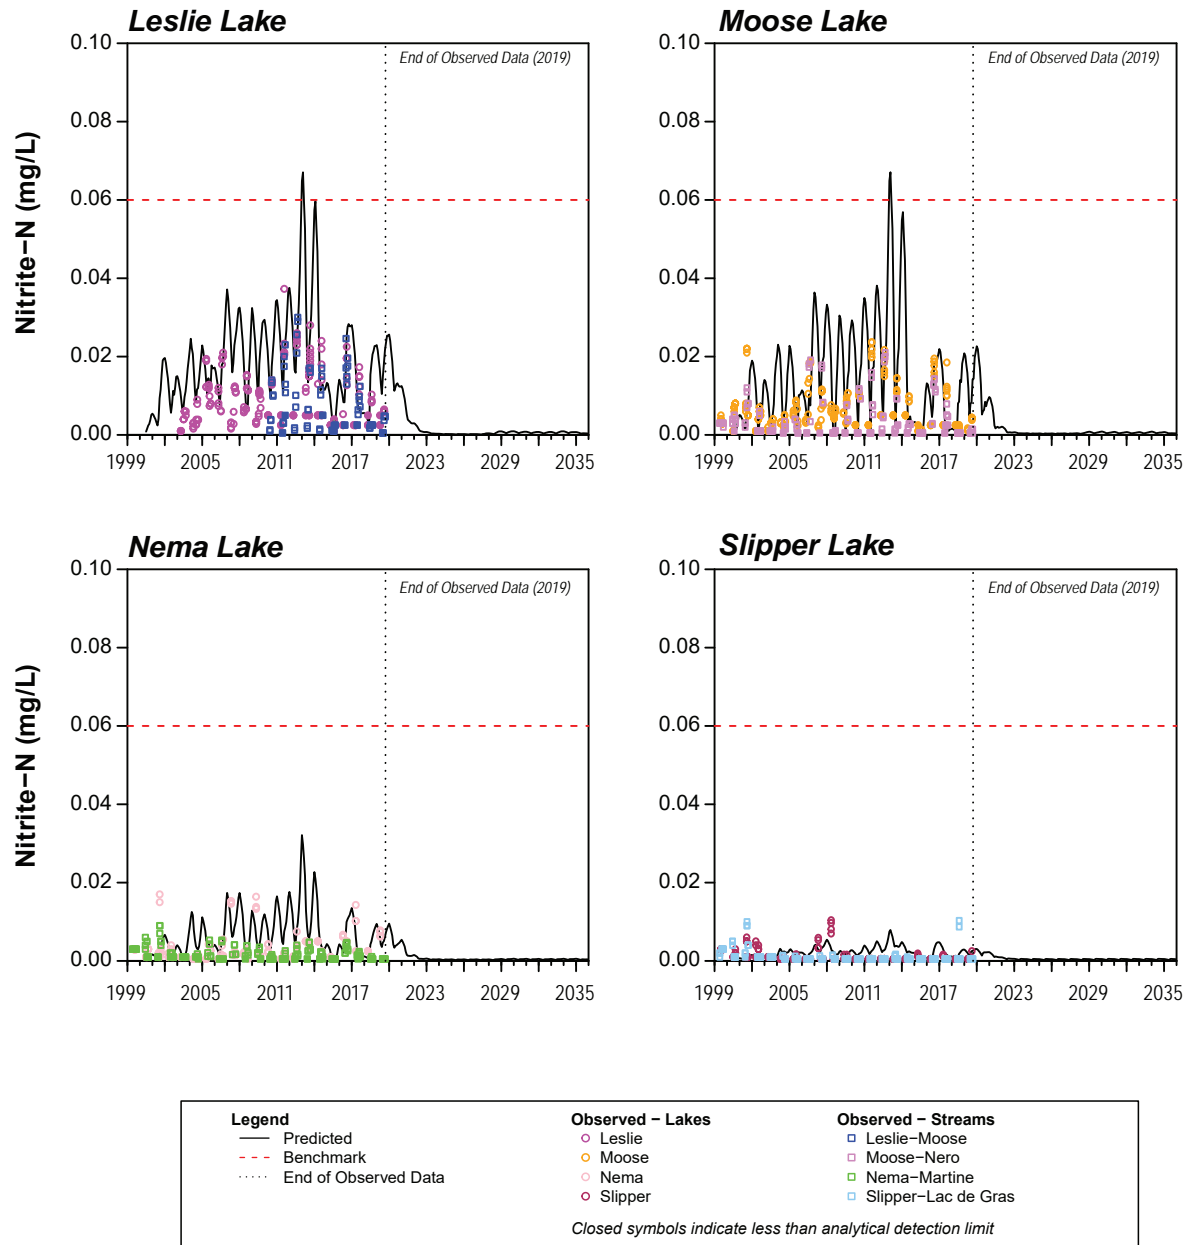 Leslie Lake
Moose Lake
End of Observed Data (2019)
End of Observed Data (2019)
Nitrite−N (mg/L)
0.10
0.08
0.06
0.04
0.02
0.00
1999 2005 2011 2017 2023 2029 2035
0.10
0.08
0.06
0.04
0.02
0.00
1999 2005 2011 2017 2023 2029 2035
Nema Lake
Slipper Lake
End of Observed Data (2019)
End of Observed Data (2019)
Nitrite−N (mg/L)
0.10
0.08
0.06
0.04
0.02
0.00
1999 2005 2011 2017 2023 2029 2035
0.10
0.08
0.06
0.04
0.02
0.00
1999 2005 2011 2017 2023 2029 2035
Legend
Predicted
Benchmark
End of Observed Data
Observed − Lakes
Leslie
Moose
Nema
Slipper
Observed − Streams
Leslie−Moose
Moose−Nero
Nema−Martine
Slipper−Lac de Gras
Closed symbols indicate less than analytical detection limit